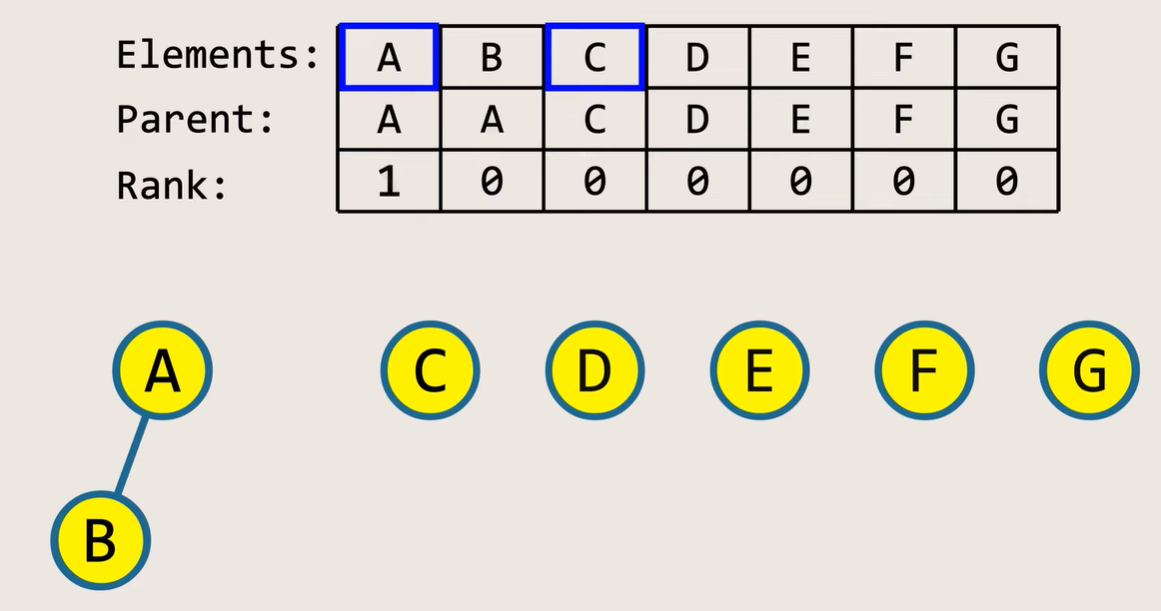 Elements: A B C D E F G
Parent: A A C D E F G
Rank: 1 0 0 0 0 0 0
A C D E F G
B